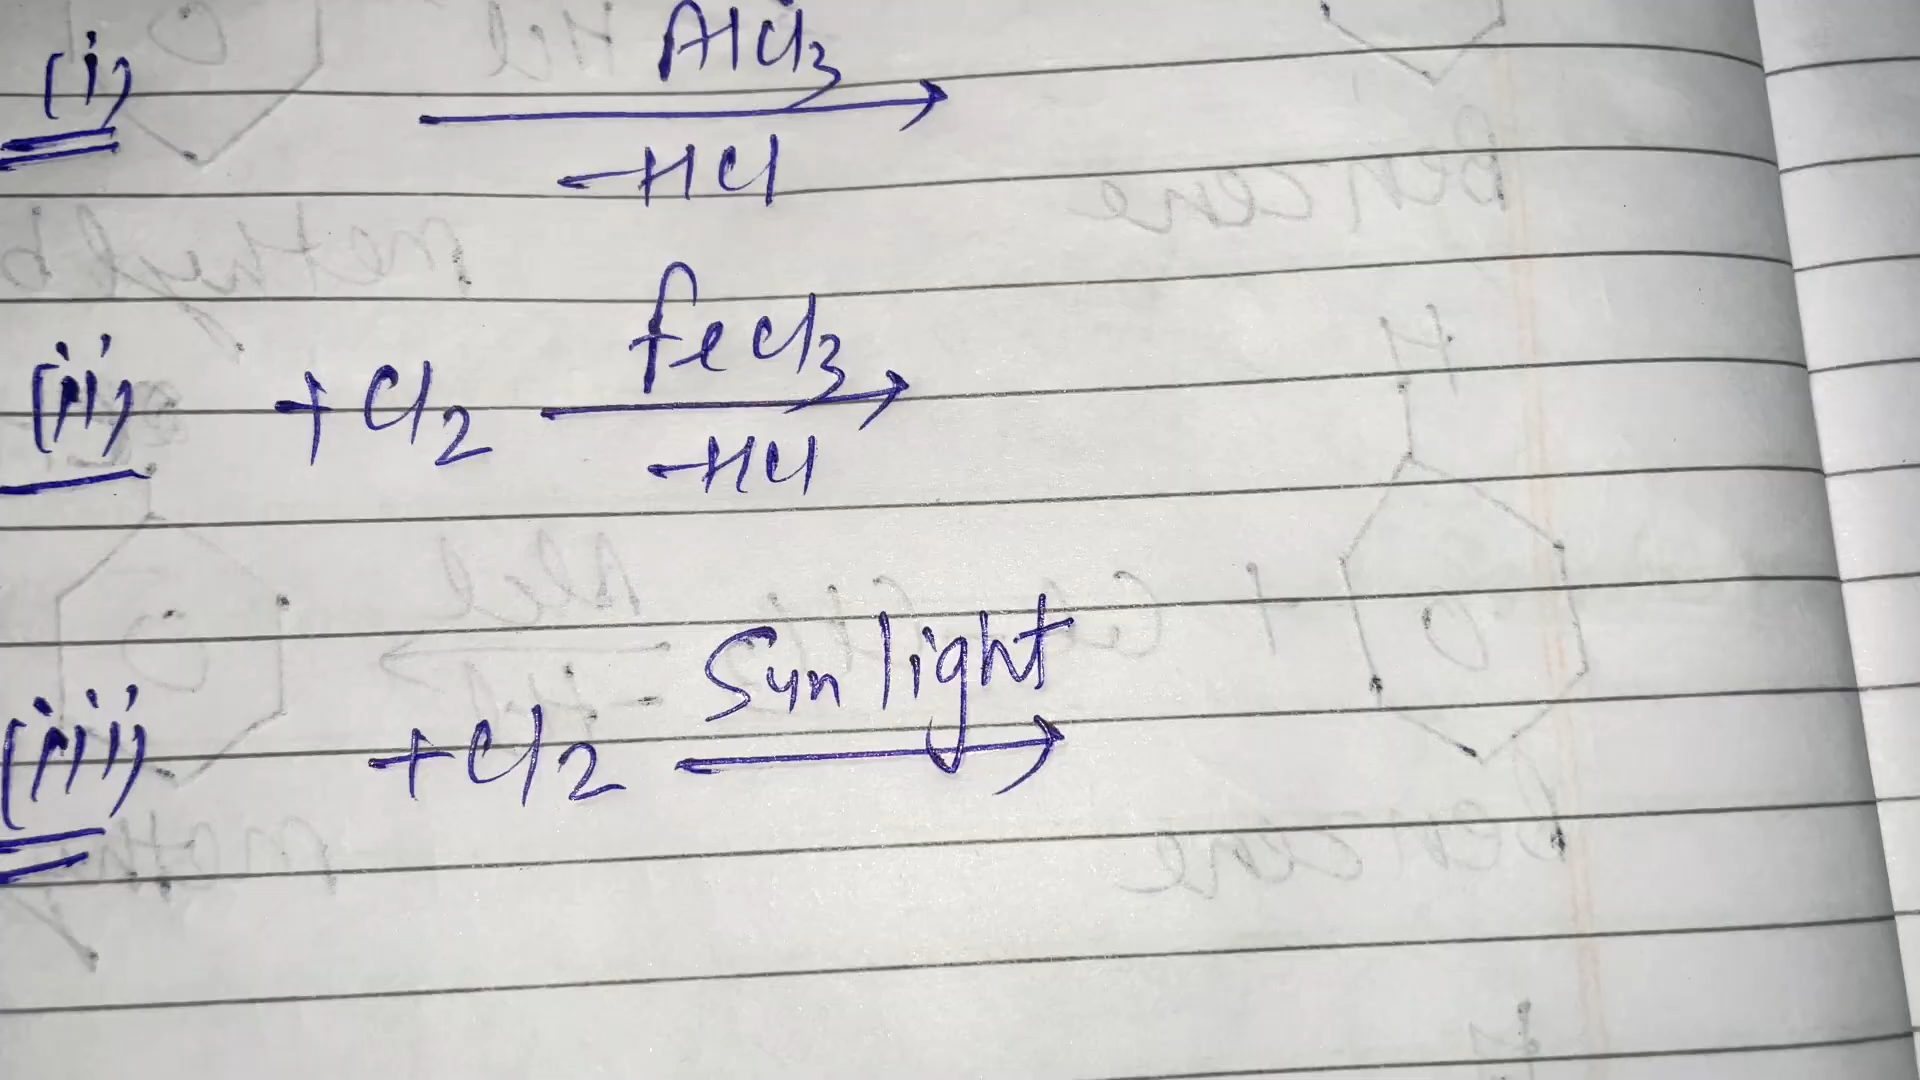 (i) AlCl3
-HCl
(ii) +Cl2 FeCl3
-HCl
(iii) +Cl2 Sunlight